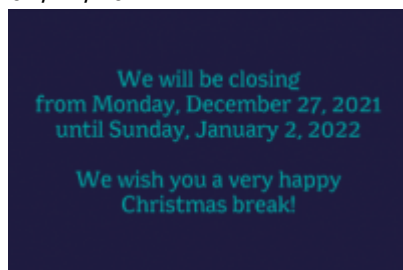 We will be closing
from Monday, December 27, 2021
until Sunday, January 2, 2022
We wish you a very happy
Christmas break!